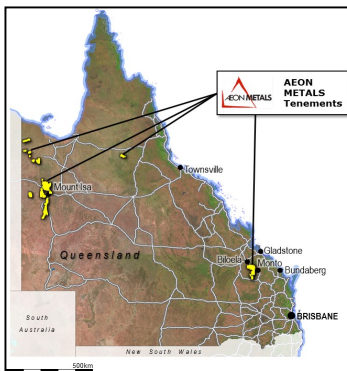 AEON METALS
AEON
METALS
Tenements
Townsville
Mount Isa
Queensland
Gladstone
Biloela
Monto
Bundaberg
BRISBANE
South
Australia
New South Wales
500km